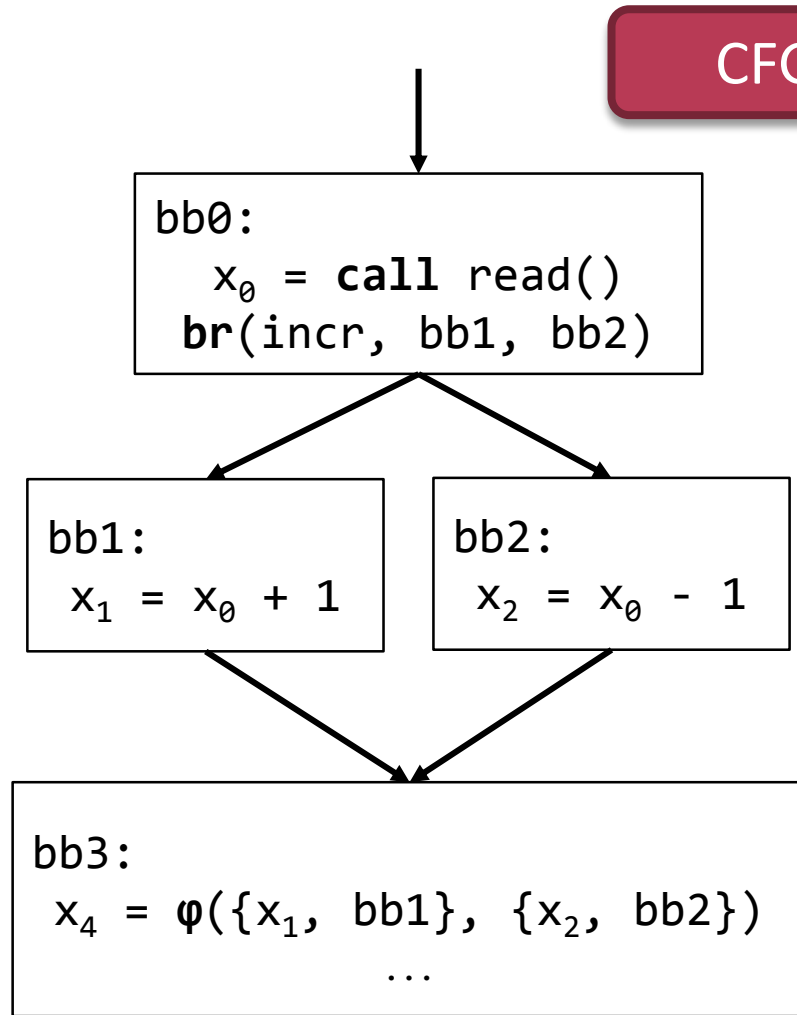 CFG
bb0:
x₀ = call read()
br(incr, bb1, bb2)
bb1:
x₁ = x₀ + 1
bb2:
x₂ = x₀ - 1
bb3:
x₄ = φ({x₁, bb1}, {x₂, bb2})
...